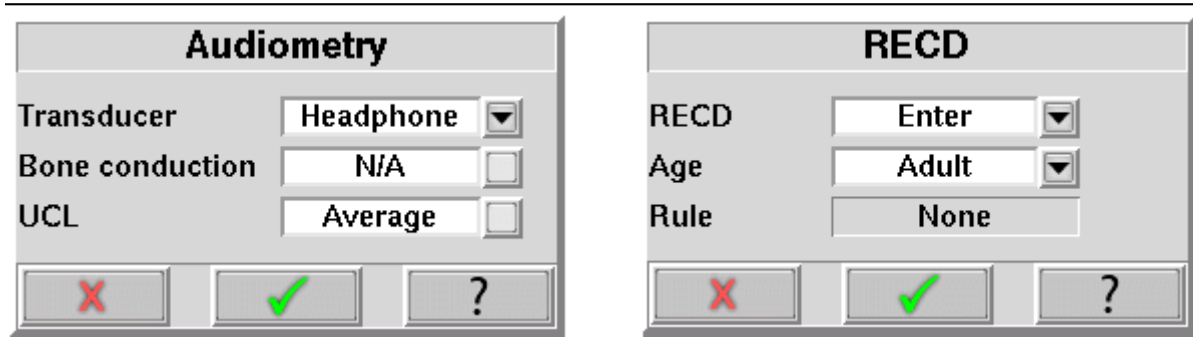 Audiometry
Transducer Headphone
Bone conduction N/A
UCL Average
X ✓ ?
RECD
RECD Enter
Age Adult
Rule None
X ✓ ?